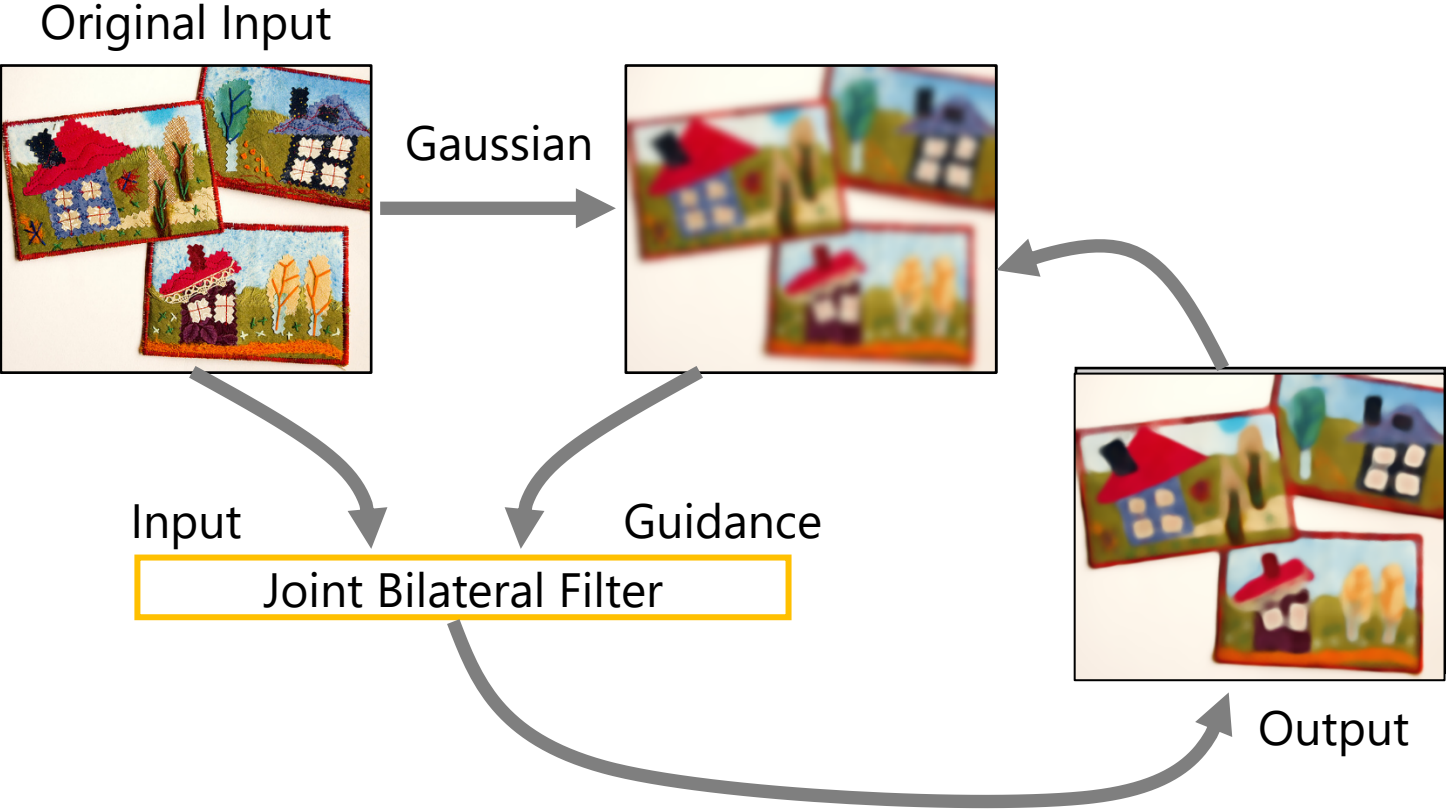 Original Input
Gaussian
Input
Guidance
Joint Bilateral Filter
Output